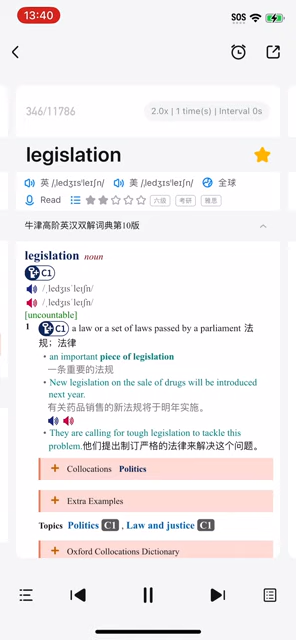 13:40
SOS
346/11786
2.0x | 1 time(s) | Interval 0s
legislation
英 /ˌledʒɪsˈleɪʃn/ 美 /ˌledʒɪsˈleɪʃn/ 全球
Read 六级 考研 雅思
牛津高阶英汉双解词典第10版
legislation noun
C1
/ˌledʒɪsˈleɪʃn/
/ˌledʒɪsˈleɪʃn/
[uncountable]
1 C1 a law or a set of laws passed by a parliament 法
规；法律
• an important piece of legislation
一条重要的法规
• New legislation on the sale of drugs will be introduced
next year.
有关药品销售的新法规将于明年实施。
• They are calling for tough legislation to tackle this
problem.他们提出制订严格的法律来解决这个问题。
+ Collocations Politics
+ Extra Examples
Topics Politics C1 , Law and justice C1
+ Oxford Collocations Dictionary